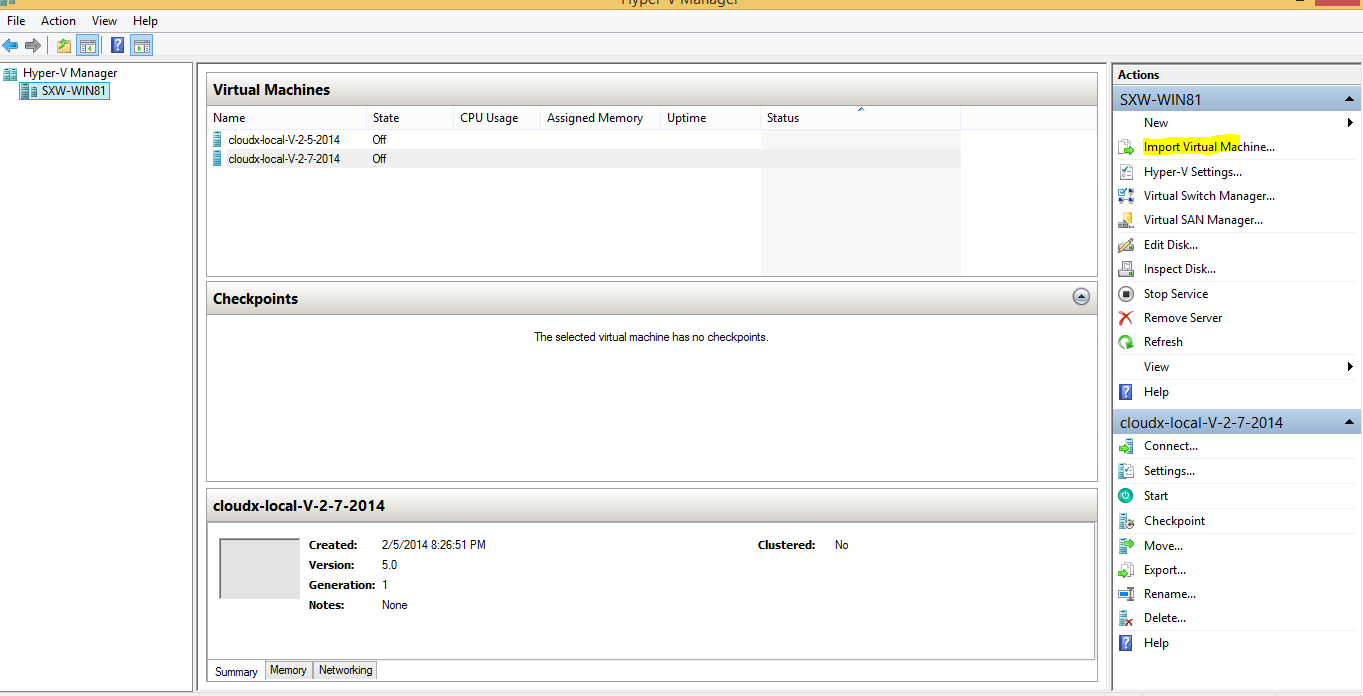 Hyper-V Manager
File Action View Help
Hyper-V Manager
SXW-WIN81
Virtual Machines
Name State CPU Usage Assigned Memory Uptime Status
cloudx-local-V-2-5-2014 Off
cloudx-local-V-2-7-2014 Off
Checkpoints
The selected virtual machine has no checkpoints.
cloudx-local-V-2-7-2014
Created: 2/5/2014 8:26:51 PM Clustered: No
Version: 5.0
Generation: 1
Notes: None
Summary Memory Networking
Actions
SXW-WIN81
New
Import Virtual Machine...
Hyper-V Settings...
Virtual Switch Manager...
Virtual SAN Manager...
Edit Disk...
Inspect Disk...
Stop Service
Remove Server
Refresh
View
Help
cloudx-local-V-2-7-2014
Connect...
Settings...
Start
Checkpoint
Move...
Export...
Rename...
Delete...
Help